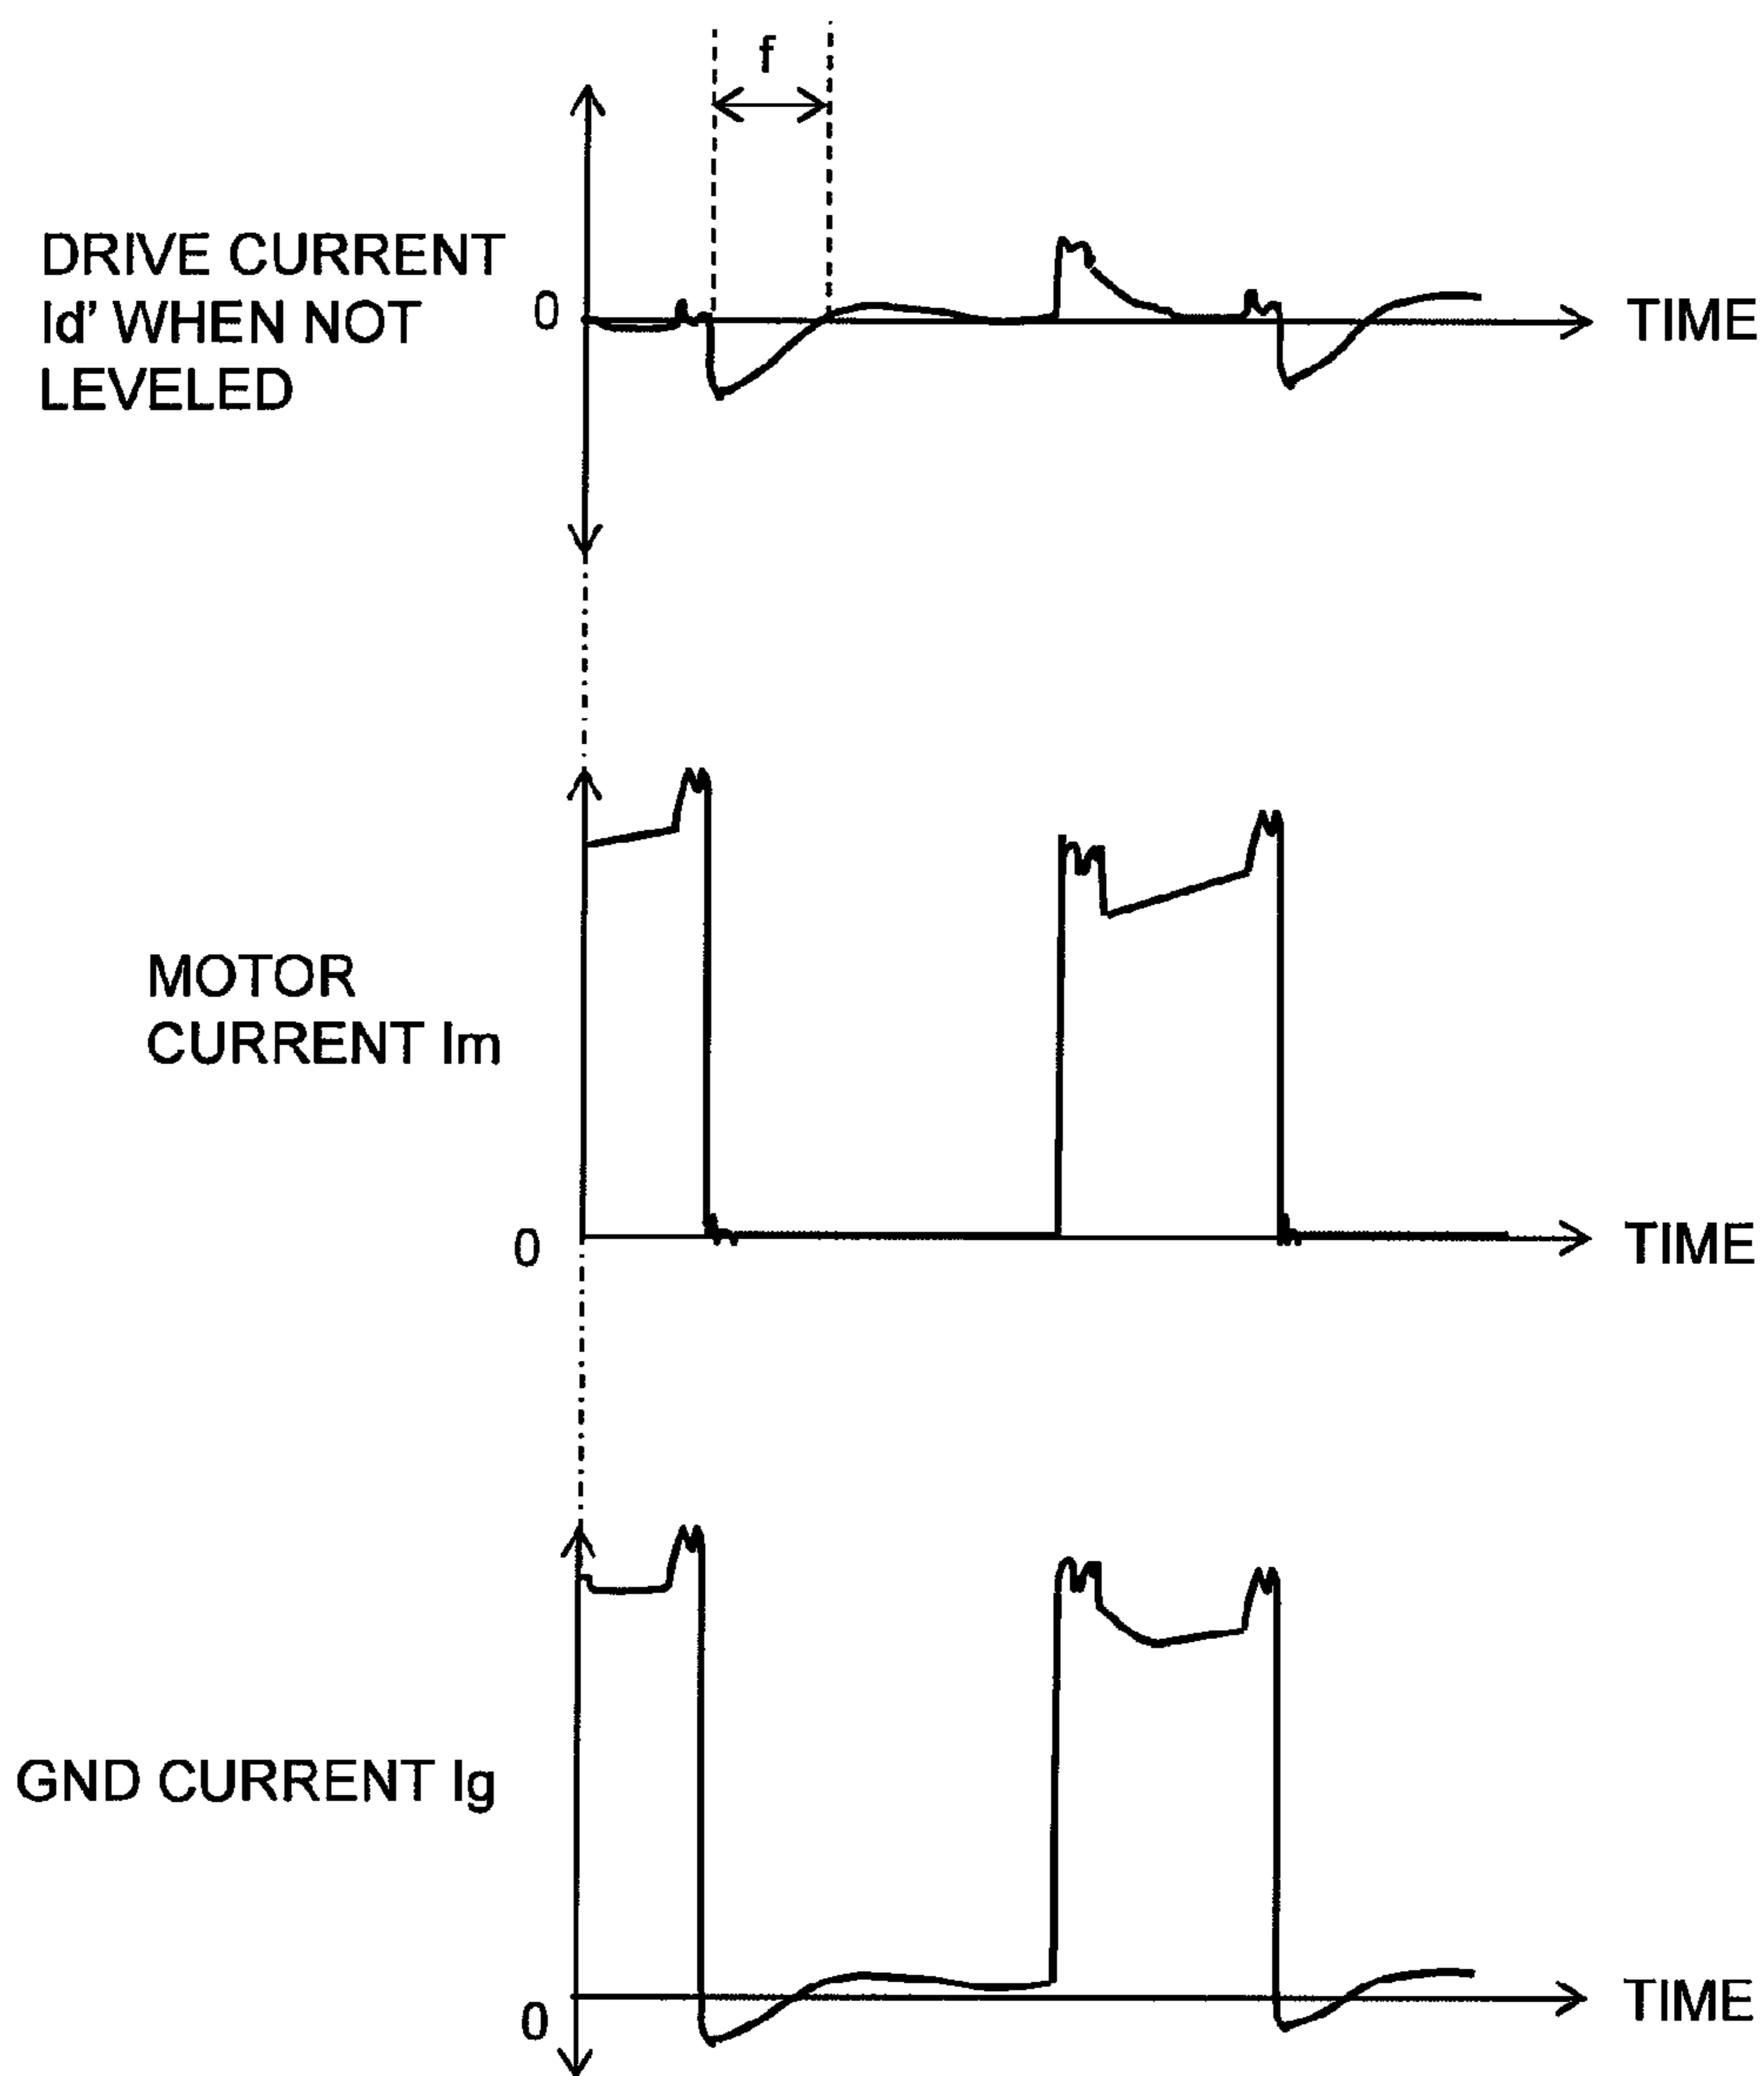 f
DRIVE CURRENT
Id' WHEN NOT
LEVELED
0
TIME
MOTOR
CURRENT Im
0
TIME
GND CURRENT Ig
0
TIME